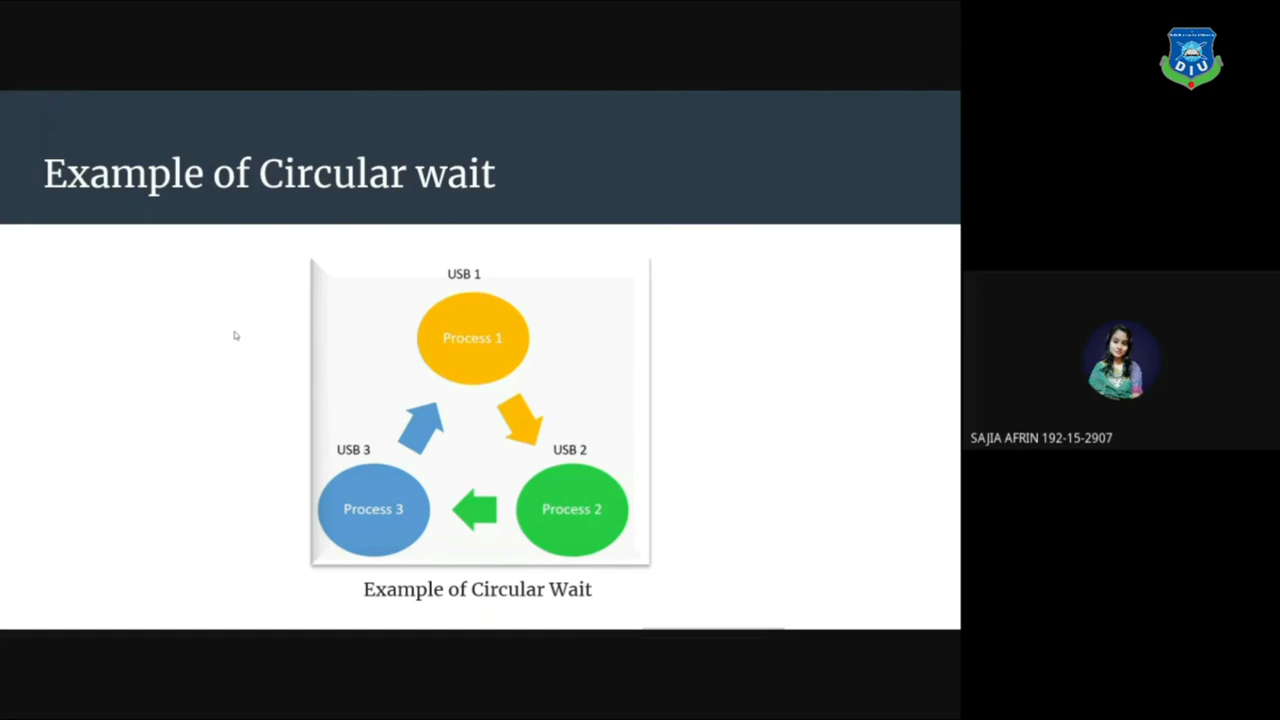 Example of Circular wait
USB 1
Process 1
USB 3
USB 2
Process 3
Process 2
Example of Circular Wait
DIU
SAJIA AFRIN 192-15-2907